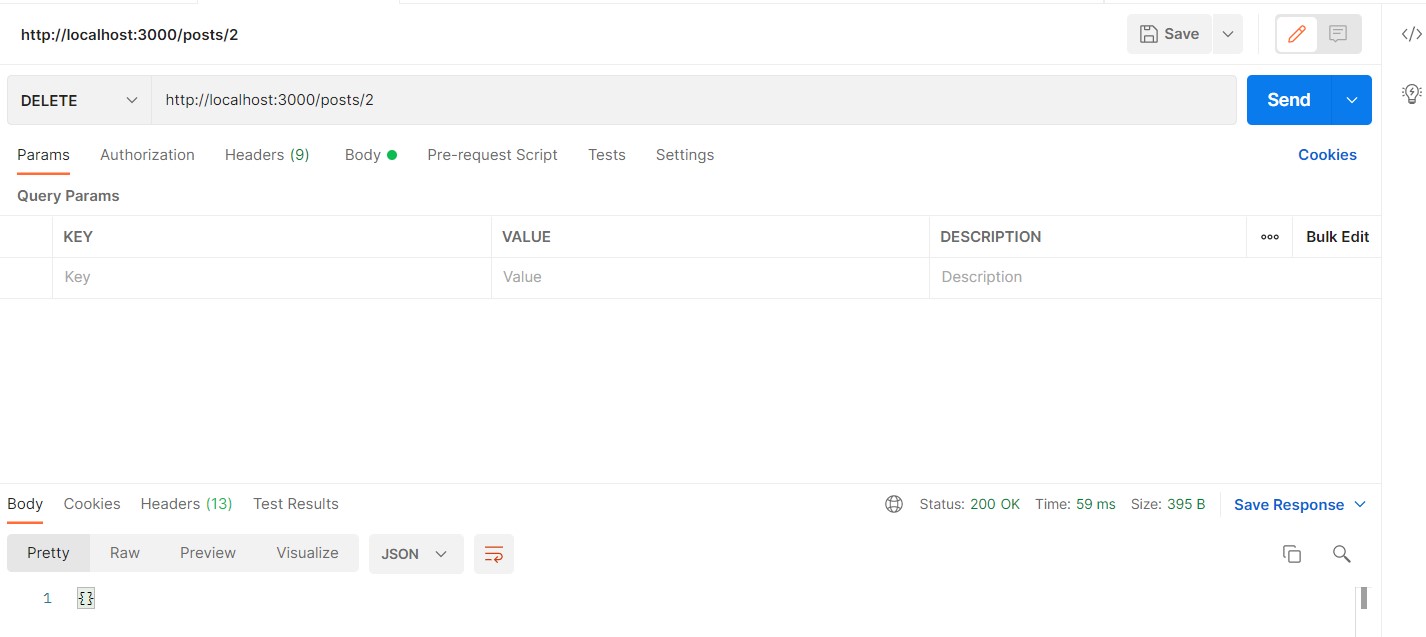 http://localhost:3000/posts/2 Save
DELETE http://localhost:3000/posts/2 Send
Params Authorization Headers (9) Body Pre-request Script Tests Settings Cookies
Query Params
KEY VALUE DESCRIPTION Bulk Edit
Key Value Description
Body Cookies Headers (13) Test Results Status: 200 OK Time: 59 ms Size: 395 B Save Response
Pretty Raw Preview Visualize JSON
1 {}